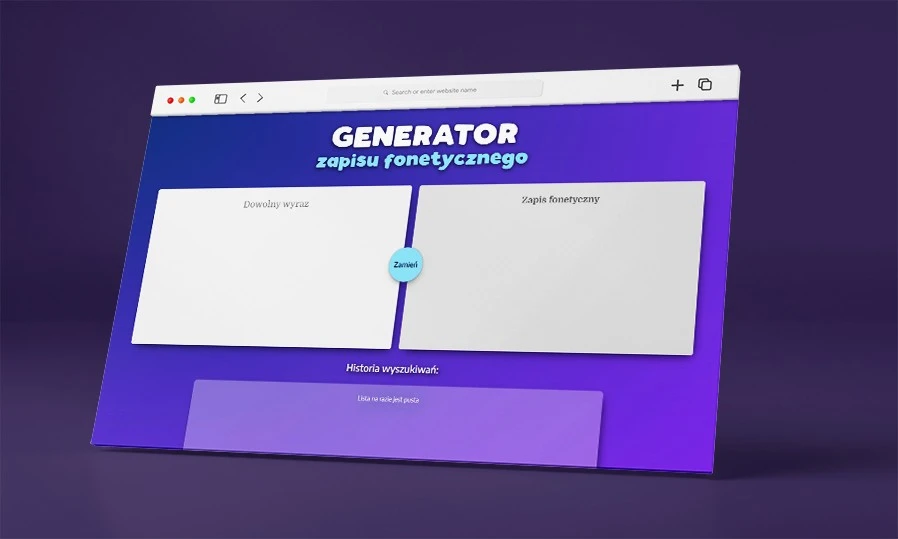 Search or enter website name
GENERATOR
zapisu fonetycznego
Dowolny wyraz
Zapis fonetyczny
Zamień
Historia wyszukiwań:
Lista na razie jest pusta